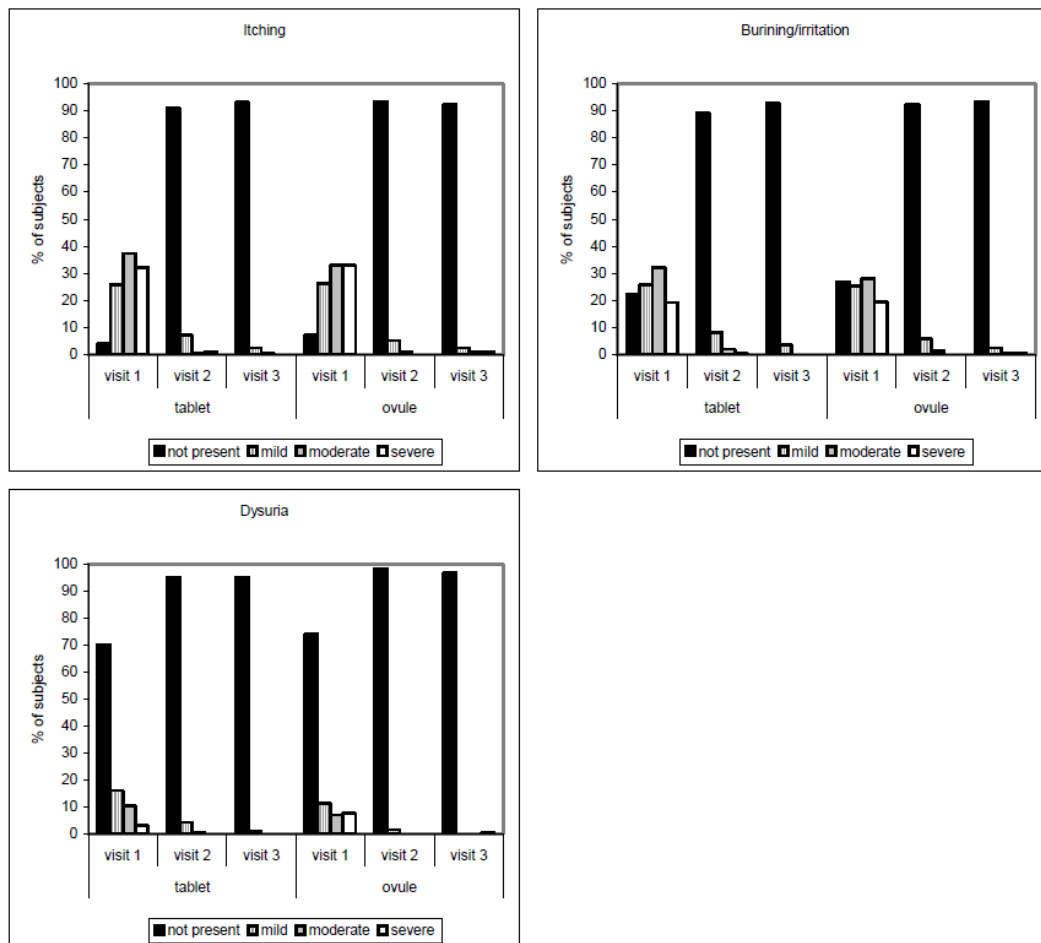 Itching
% of subjects
100
90
80
70
60
50
40
30
20
10
0
visit 1 visit 2 visit 3 visit 1 visit 2 visit 3
tablet ovule
not present mild moderate severe
Burining/irritation
% of subjects
100
90
80
70
60
50
40
30
20
10
0
visit 1 visit 2 visit 3 visit 1 visit 2 visit 3
tablet ovule
not present mild moderate severe
Dysuria
% of subjects
100
90
80
70
60
50
40
30
20
10
0
visit 1 visit 2 visit 3 visit 1 visit 2 visit 3
tablet ovule
not present mild moderate severe